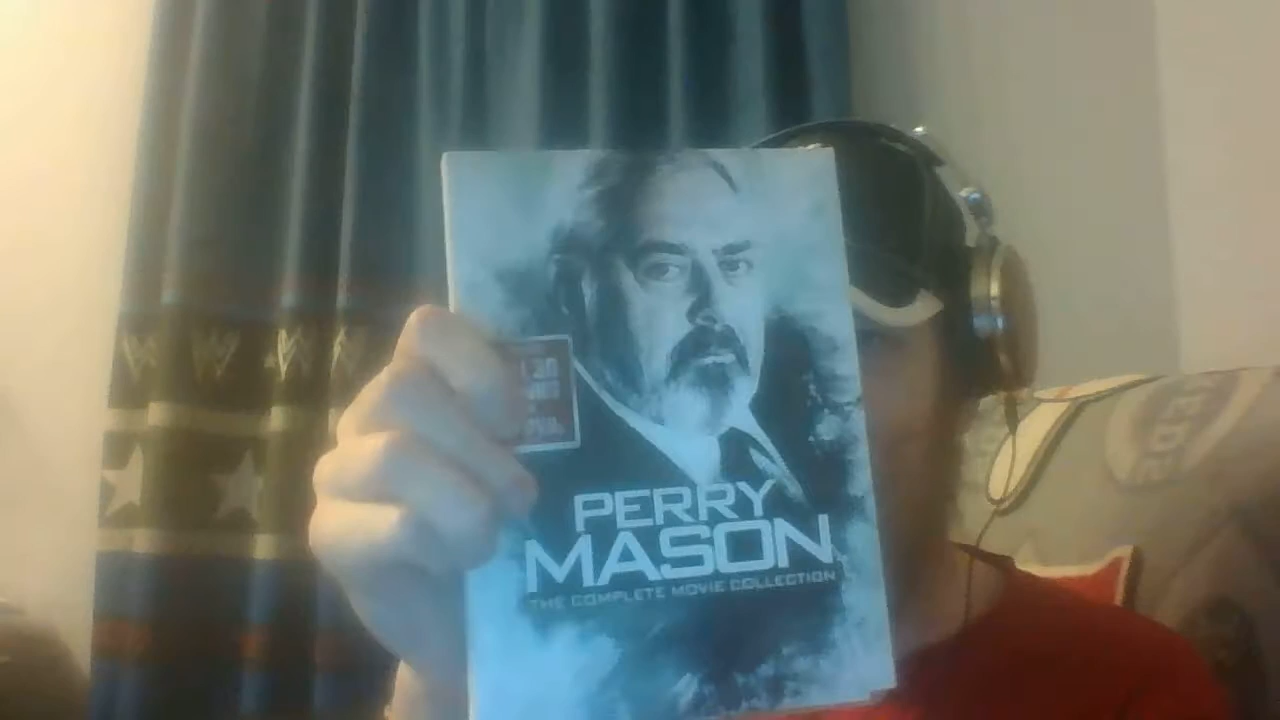 W W W W
PERRY
MASON
THE COMPLETE MOVIE COLLECTION